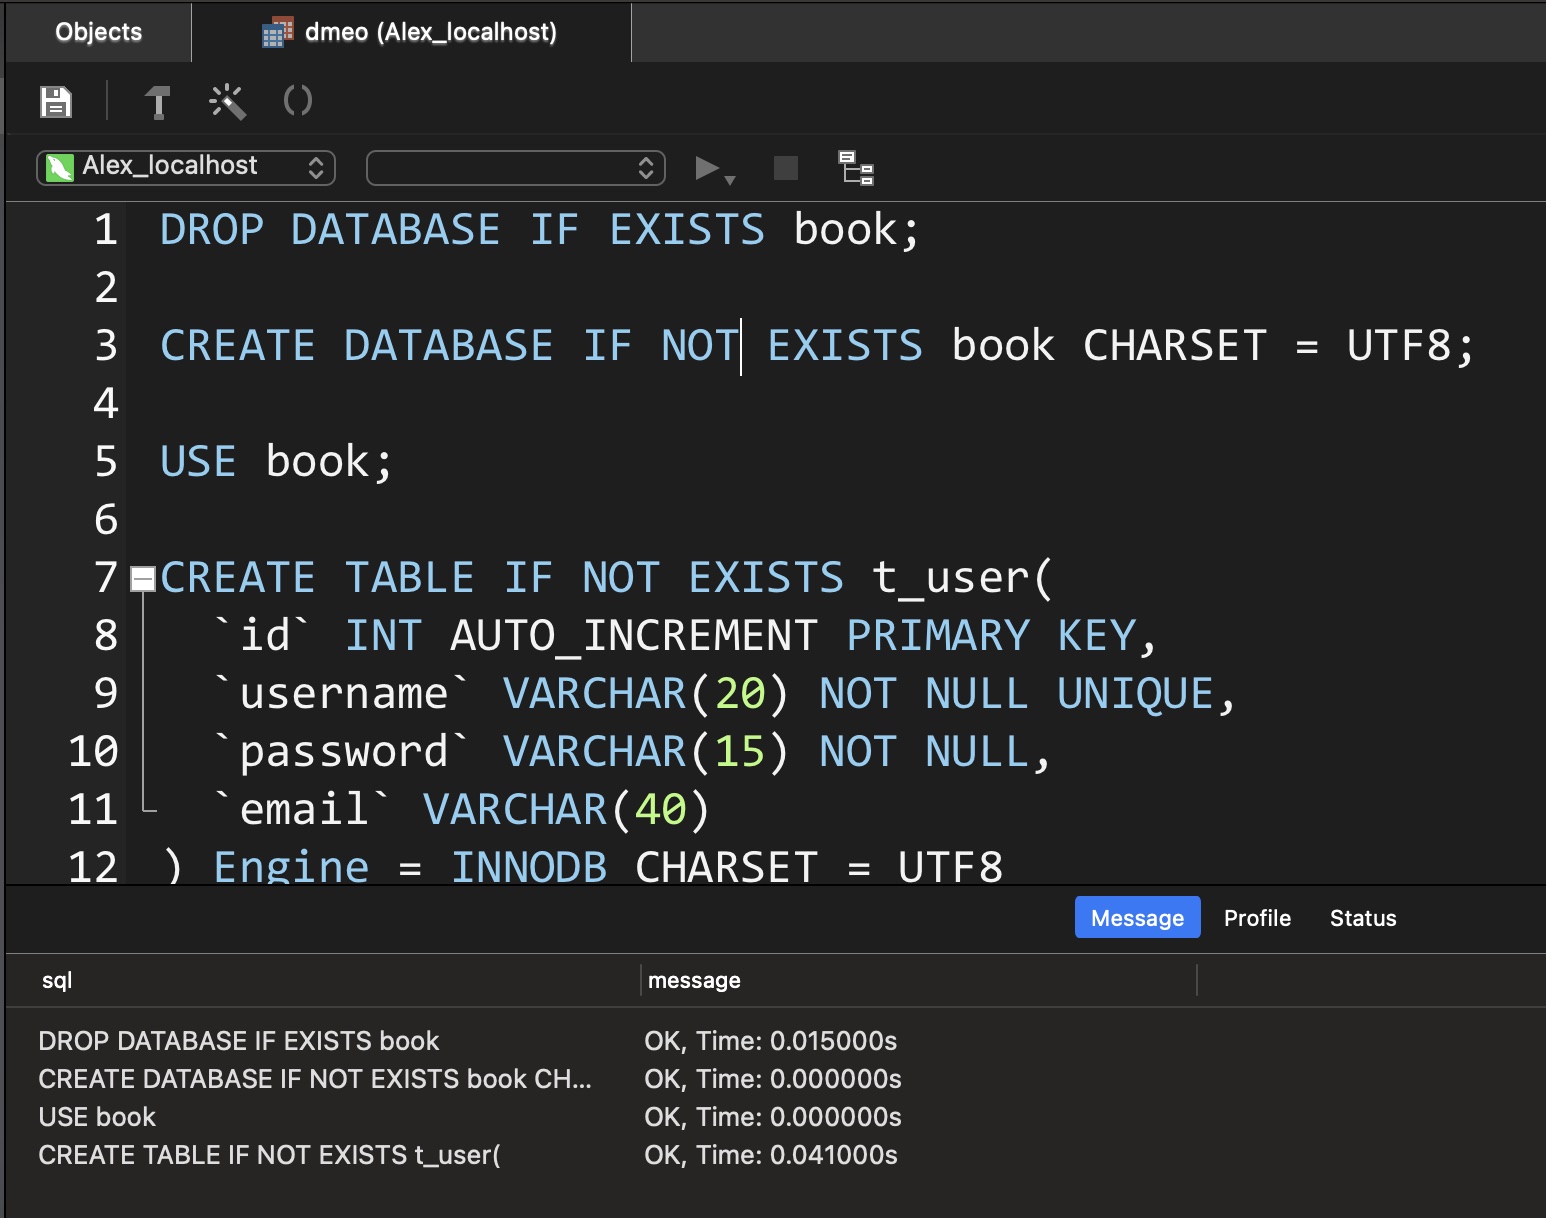 Objects
dmeo (Alex_localhost)
Alex_localhost
1 DROP DATABASE IF EXISTS book;
2
3 CREATE DATABASE IF NOT EXISTS book CHARSET = UTF8;
4
5 USE book;
6
7 CREATE TABLE IF NOT EXISTS t_user(
8 `id` INT AUTO_INCREMENT PRIMARY KEY,
9 `username` VARCHAR(20) NOT NULL UNIQUE,
10 `password` VARCHAR(15) NOT NULL,
11 `email` VARCHAR(40)
12 ) Engine = INNODB CHARSET = UTF8
Message Profile Status
sql message
DROP DATABASE IF EXISTS book OK, Time: 0.015000s
CREATE DATABASE IF NOT EXISTS book CH... OK, Time: 0.000000s
USE book OK, Time: 0.000000s
CREATE TABLE IF NOT EXISTS t_user( OK, Time: 0.041000s